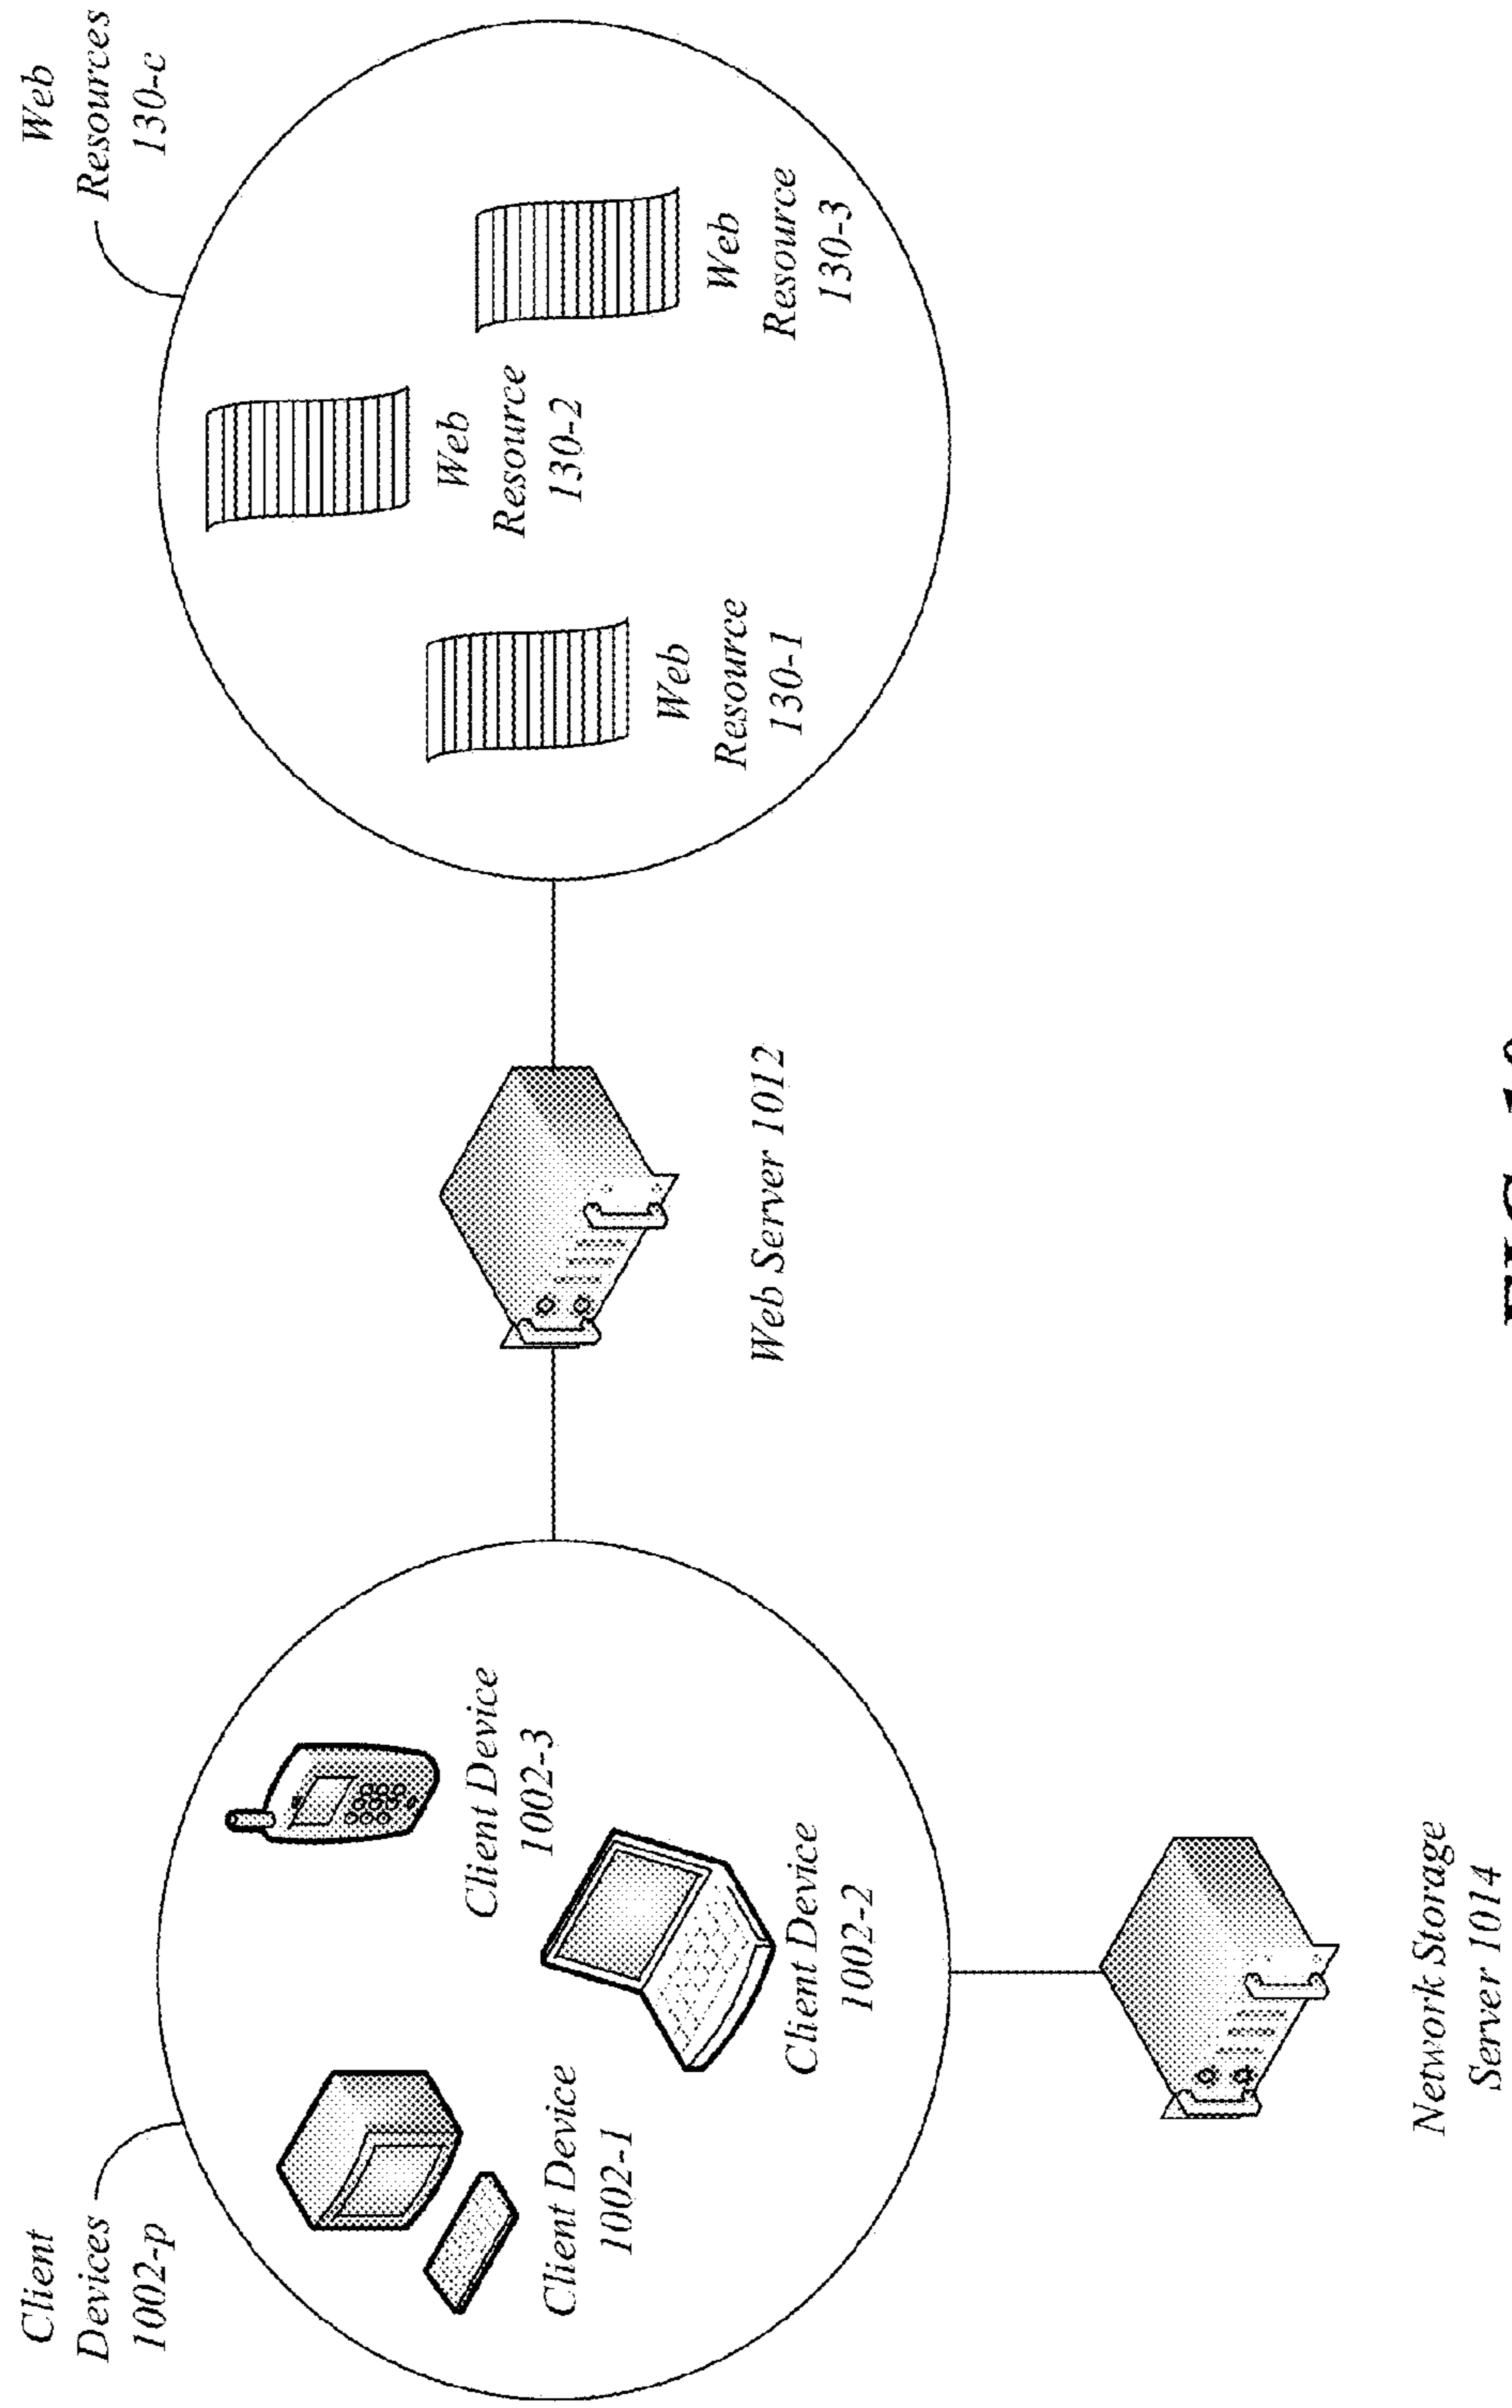 Client
Devices
1002-p
Client Device
1002-1
Client Device
1002-2
Client Device
1002-3
Network Storage
Server 1014
Web Server 1012
Web
Resources
130-c
Web
Resource
130-1
Web
Resource
130-2
Web
Resource
130-3